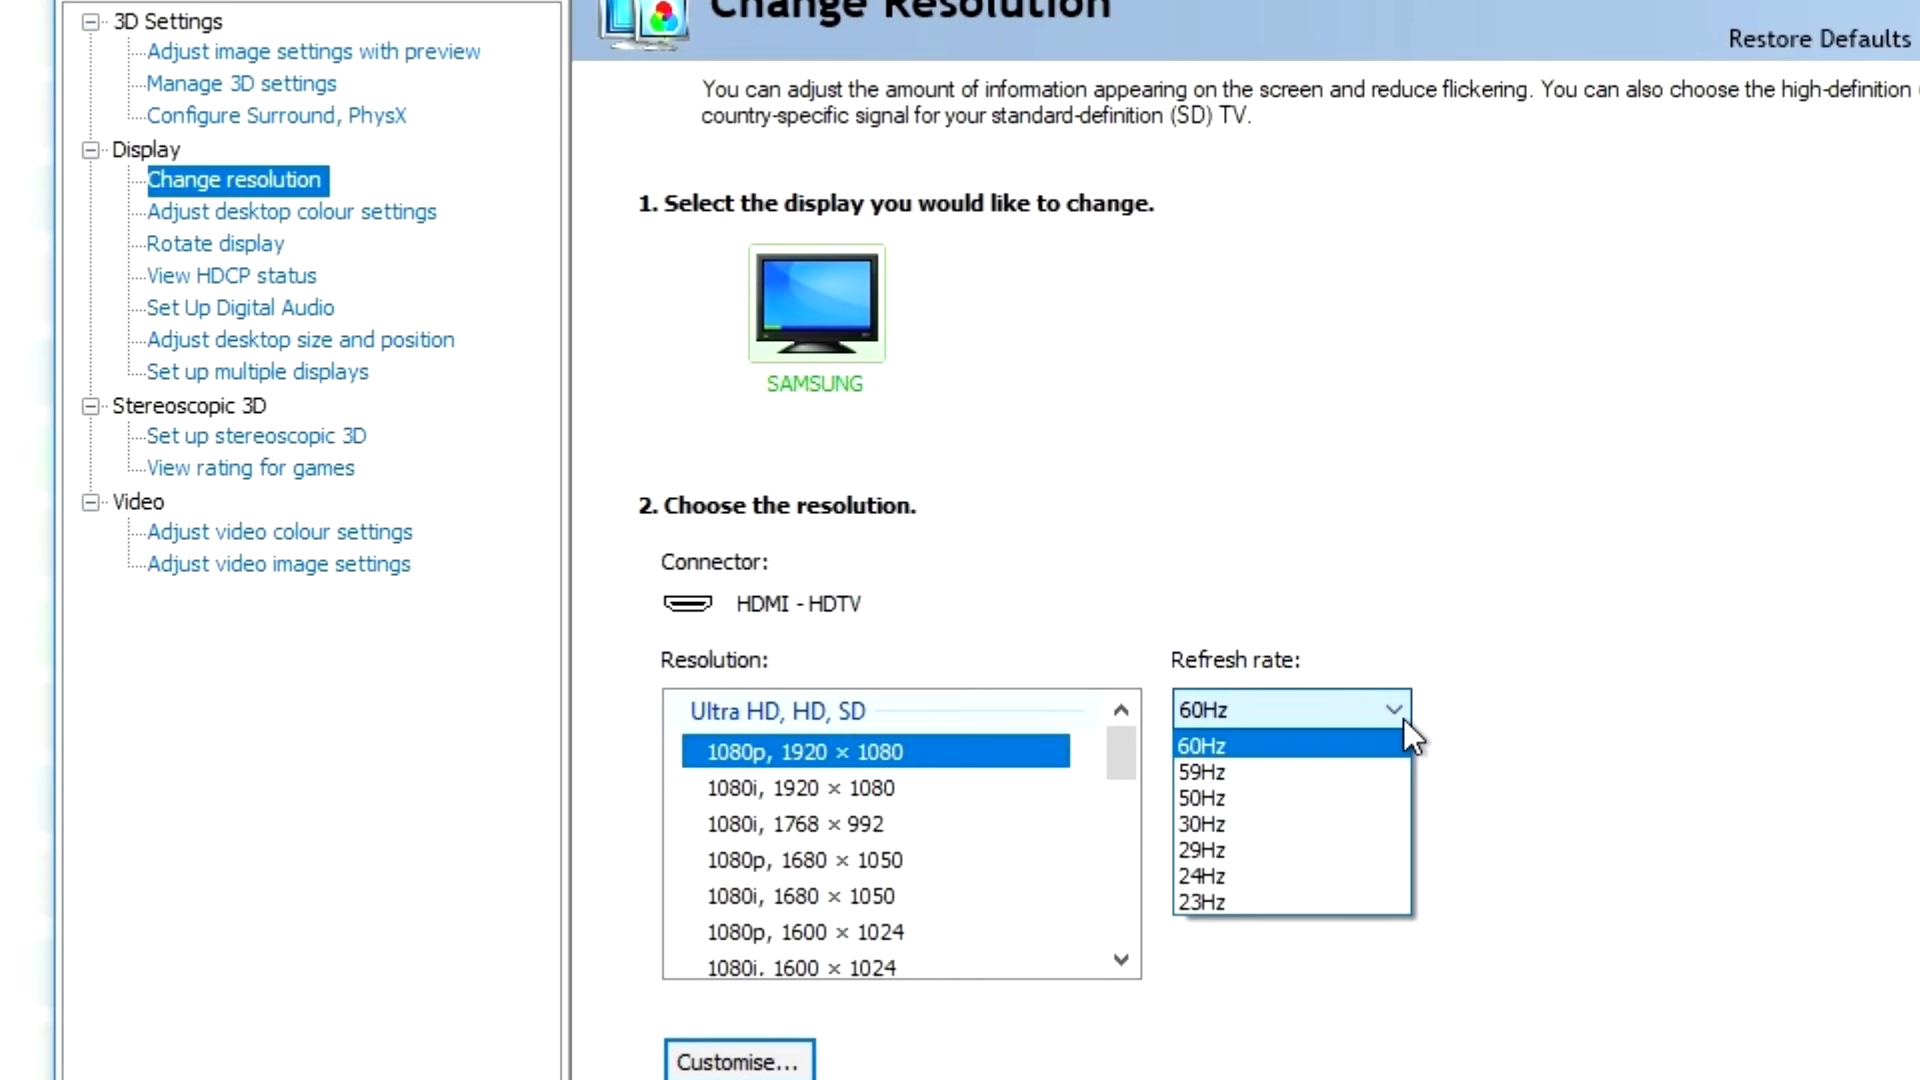 3D Settings
Adjust image settings with preview
Manage 3D settings
Configure Surround, PhysX
Display
Change resolution
Adjust desktop colour settings
Rotate display
View HDCP status
Set Up Digital Audio
Adjust desktop size and position
Set up multiple displays
Stereoscopic 3D
Set up stereoscopic 3D
View rating for games
Video
Adjust video colour settings
Adjust video image settings
Change Resolution
Restore Defaults
You can adjust the amount of information appearing on the screen and reduce flickering. You can also choose the high-definition
country-specific signal for your standard-definition (SD) TV.
1. Select the display you would like to change.
SAMSUNG
2. Choose the resolution.
Connector:
HDMI - HDTV
Resolution:
Ultra HD, HD, SD
1080p, 1920 × 1080
1080i, 1920 × 1080
1080i, 1768 × 992
1080p, 1680 × 1050
1080i, 1680 × 1050
1080p, 1600 × 1024
1080i, 1600 × 1024
Refresh rate:
60Hz
60Hz
59Hz
50Hz
30Hz
29Hz
24Hz
23Hz
Customise...